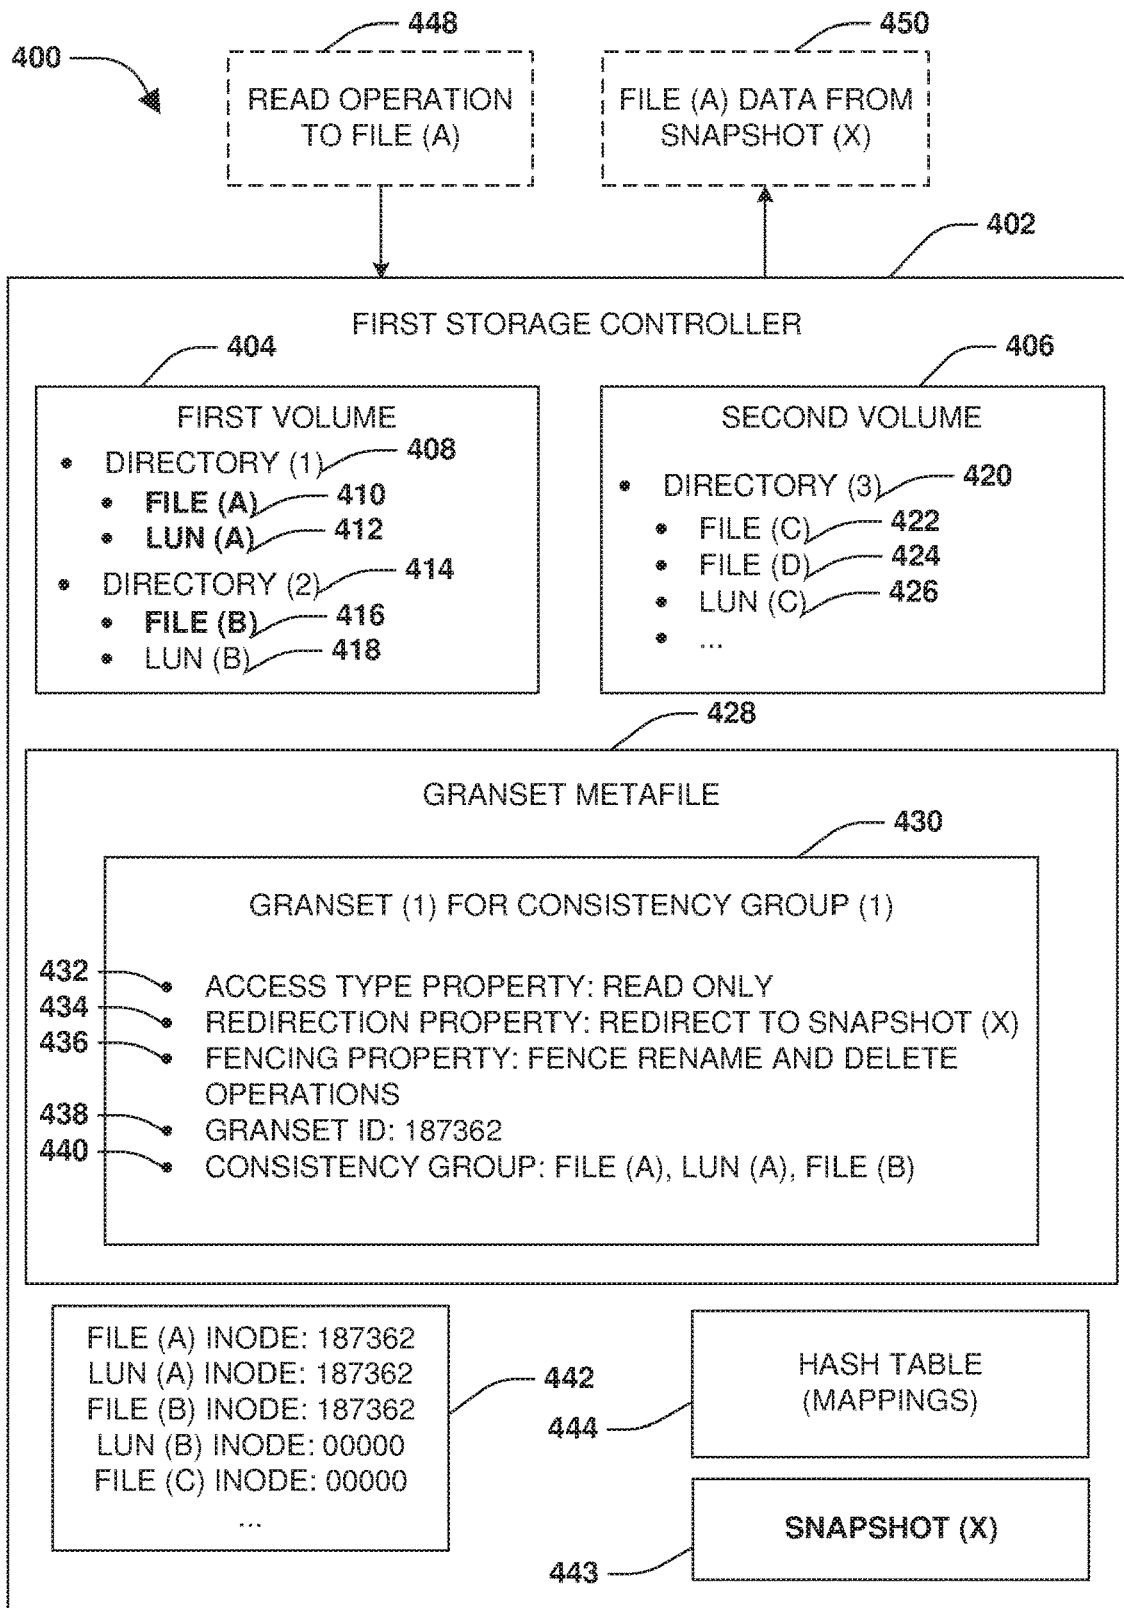 448
450
400
READ OPERATION
TO FILE (A)
FILE (A) DATA FROM
SNAPSHOT (X)
402
FIRST STORAGE CONTROLLER
404
406
FIRST VOLUME
• DIRECTORY (1) 408
• FILE (A) 410
• LUN (A) 412
• DIRECTORY (2) 414
• FILE (B) 416
• LUN (B) 418
SECOND VOLUME
• DIRECTORY (3) 420
• FILE (C) 422
• FILE (D) 424
• LUN (C) 426
• ...
428
GRANSET METAFILE
430
GRANSET (1) FOR CONSISTENCY GROUP (1)
432 • ACCESS TYPE PROPERTY: READ ONLY
434 • REDIRECTION PROPERTY: REDIRECT TO SNAPSHOT (X)
436 • FENCING PROPERTY: FENCE RENAME AND DELETE
OPERATIONS
438 • GRANSET ID: 187362
440 • CONSISTENCY GROUP: FILE (A), LUN (A), FILE (B)
FILE (A) INODE: 187362
LUN (A) INODE: 187362
FILE (B) INODE: 187362
LUN (B) INODE: 00000
FILE (C) INODE: 00000
...
442
HASH TABLE
(MAPPINGS)
444
SNAPSHOT (X)
443